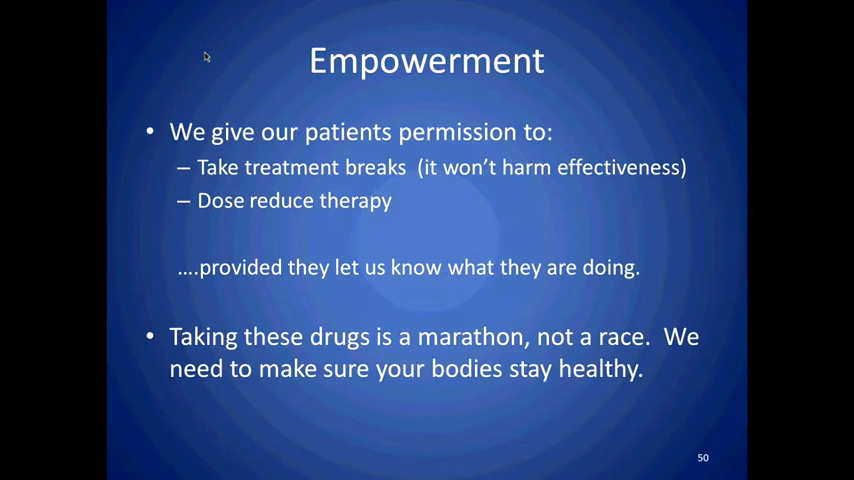 Empowerment
• We give our patients permission to:
– Take treatment breaks  (it won’t harm effectiveness)
– Dose reduce therapy
….provided they let us know what they are doing.
• Taking these drugs is a marathon, not a race.  We
need to make sure your bodies stay healthy.
50